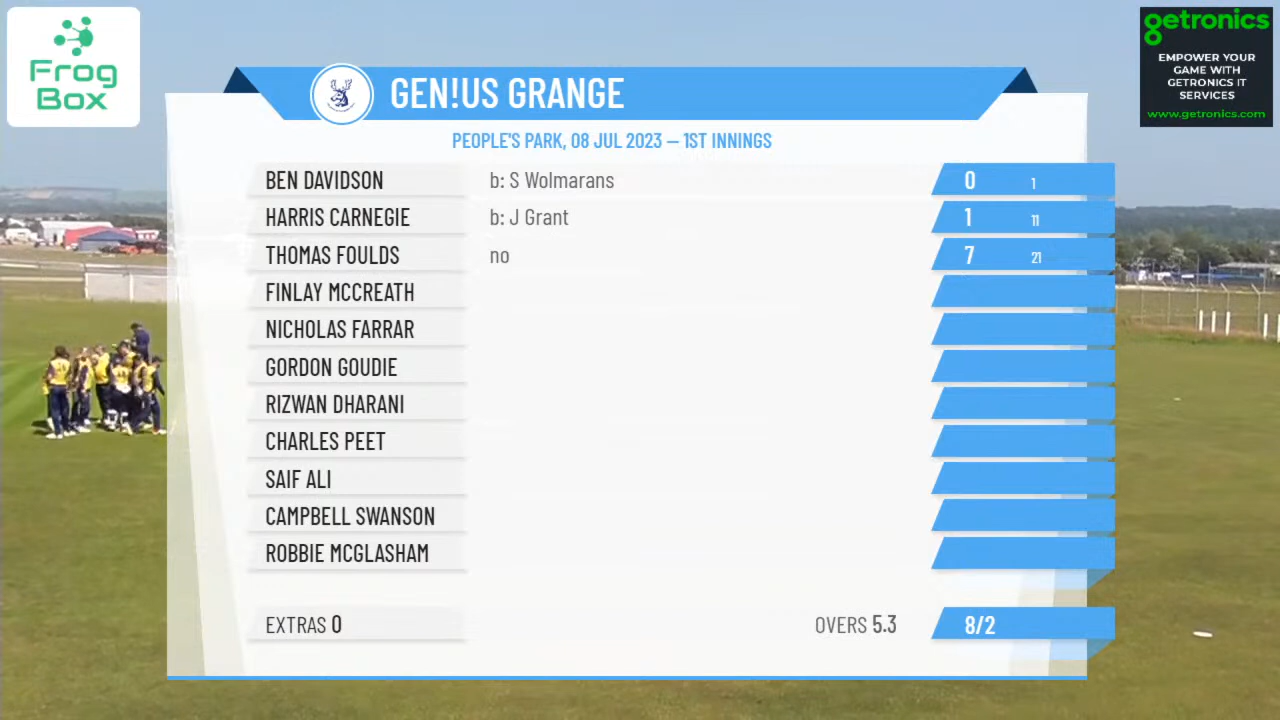 Frog
Box
getronics
EMPOWER YOUR
GAME WITH
GETRONICS IT
SERVICES
www.getronics.com
GEN!US GRANGE
PEOPLE'S PARK, 08 JUL 2023 – 1ST INNINGS
BEN DAVIDSON b: S Wolmarans 0 1
HARRIS CARNEGIE b: J Grant 1 11
THOMAS FOULDS no 7 21
FINLAY MCCREATH
NICHOLAS FARRAR
GORDON GOUDIE
RIZWAN DHARANI
CHARLES PEET
SAIF ALI
CAMPBELL SWANSON
ROBBIE MCGLASHAM
EXTRAS 0 OVERS 5.3 8/2